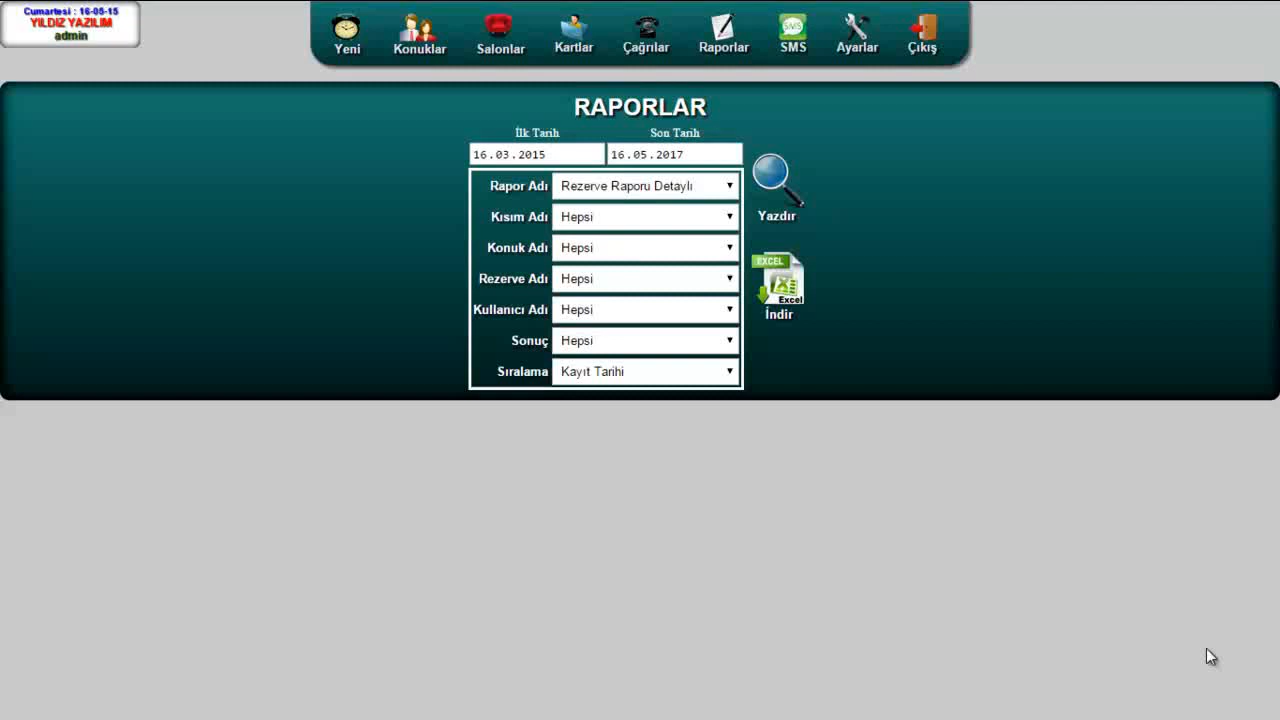 Cumartesi : 16-05-15
YILDIZ YAZILIM
admin
Yeni
Konuklar
Salonlar
Kartlar
Çağrılar
Raporlar
SMS
SMS
Ayarlar
Çıkış
RAPORLAR
İlk Tarih
Son Tarih
16.03.2015
16.05.2017
Rapor Adı
Rezerve Raporu Detaylı
Kısım Adı
Hepsi
Konuk Adı
Hepsi
Rezerve Adı
Hepsi
Kullanıcı Adı
Hepsi
Sonuç
Hepsi
Sıralama
Kayıt Tarihi
Yazdır
EXCEL
Excel
İndir